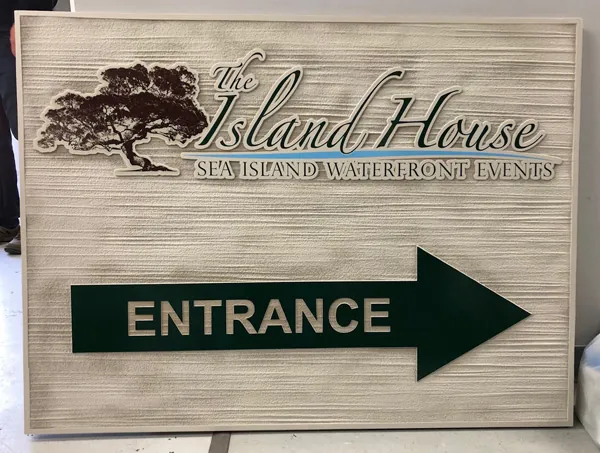 The
Island House
SEA ISLAND WATERFRONT EVENTS
ENTRANCE